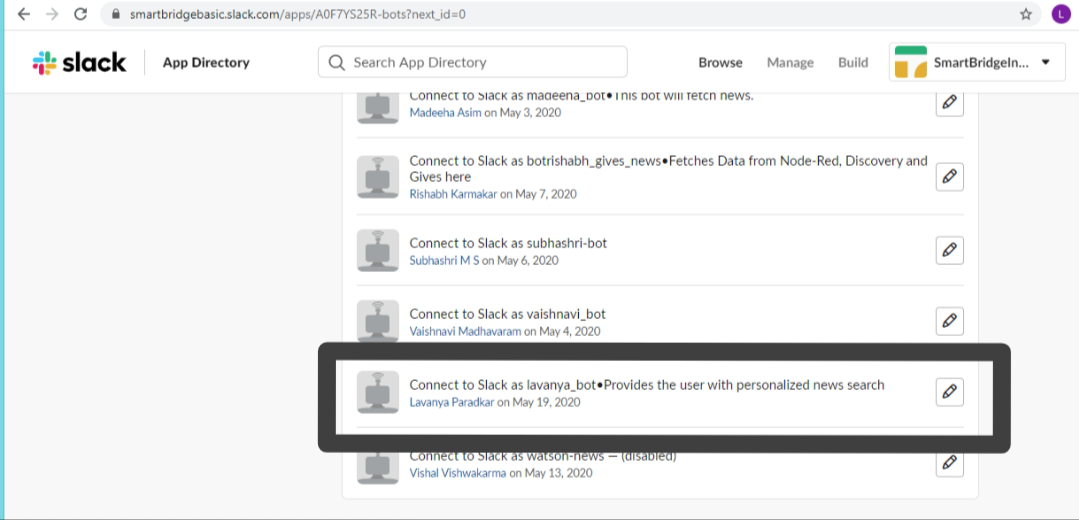 smartbridgebasic.slack.com/apps/A0F7YS25R-bots?next_id=0
L
slack
App Directory
Search App Directory
Browse
Manage
Build
SmartBridgeIn...
Connect to Slack as madeena_bot•This bot will fetch news.
Madeeha Asim on May 3, 2020
Connect to Slack as botrishabh_gives_news•Fetches Data from Node-Red, Discovery and
Gives here
Rishabh Karmakar on May 7, 2020
Connect to Slack as subhashri-bot
Subhashri M S on May 6, 2020
Connect to Slack as vaishnavi_bot
Vaishnavi Madhavaram on May 4, 2020
Connect to Slack as lavanya_bot•Provides the user with personalized news search
Lavanya Paradkar on May 19, 2020
Connect to Slack as watson-news — (disabled)
Vishal Vishwakarma on May 13, 2020